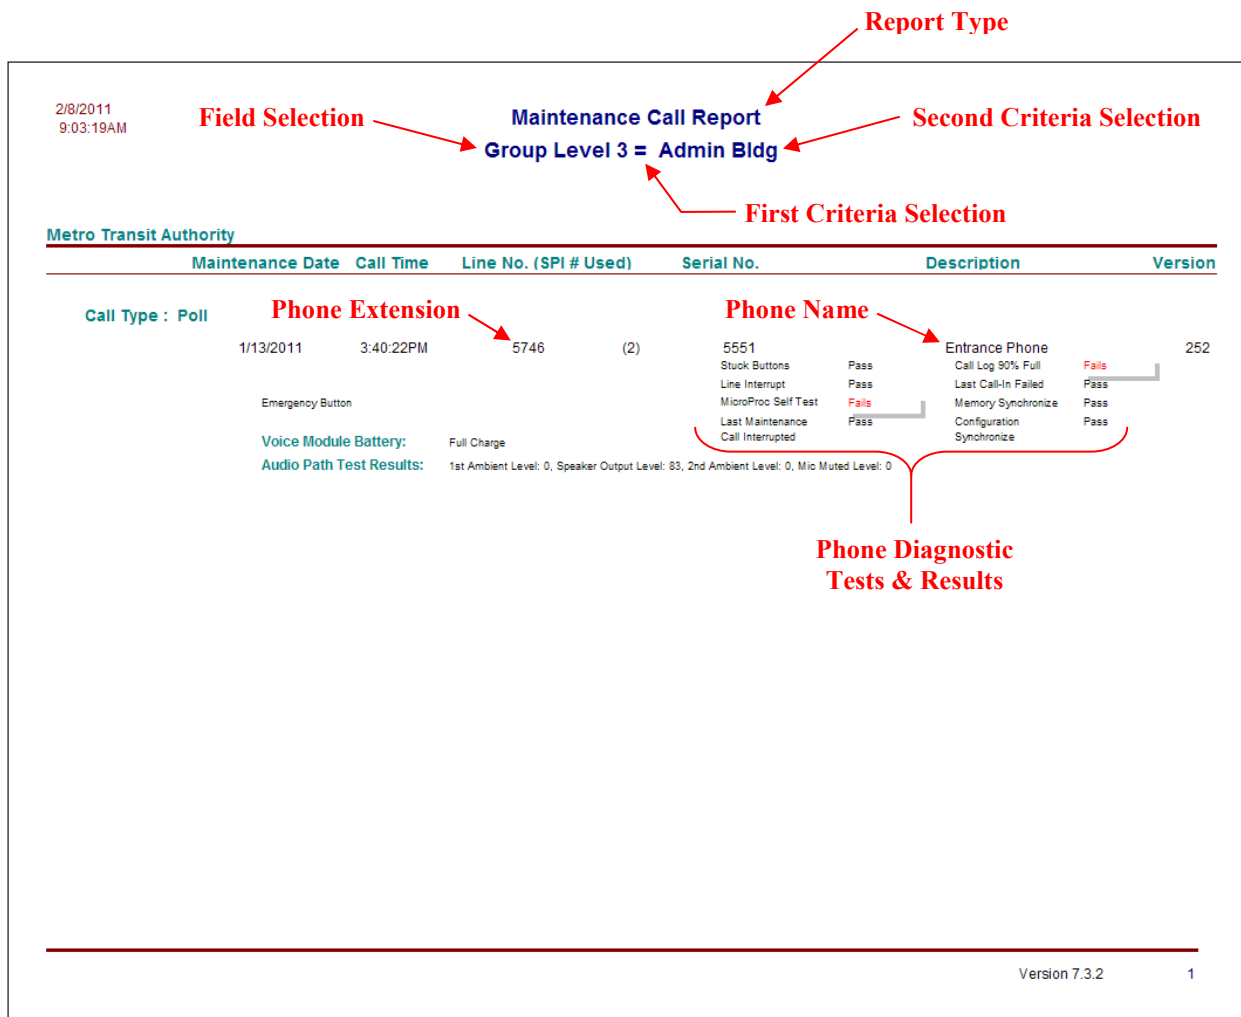 Report Type
2/8/2011
9:03:19AM
Field Selection
Maintenance Call Report
Second Criteria Selection
Group Level 3 = Admin Bldg
First Criteria Selection
Metro Transit Authority
Maintenance Date Call Time Line No. (SPI # Used) Serial No. Description Version
Call Type : Poll
Phone Extension
Phone Name
1/13/2011 3:40:22PM 5746 (2) 5551 Entrance Phone 252
Stuck Buttons Pass Call Log 90% Full Fails
Line Interrupt Pass Last Call-In Failed Pass
Emergency Button MicroProc Self Test Fails Memory Synchronize Pass
Last Maintenance Pass Configuration Pass
Call Interrupted Synchronize
Voice Module Battery: Full Charge
Audio Path Test Results: 1st Ambient Level: 0, Speaker Output Level: 83, 2nd Ambient Level: 0, Mic Muted Level: 0
Phone Diagnostic
Tests & Results
Version 7.3.2 1